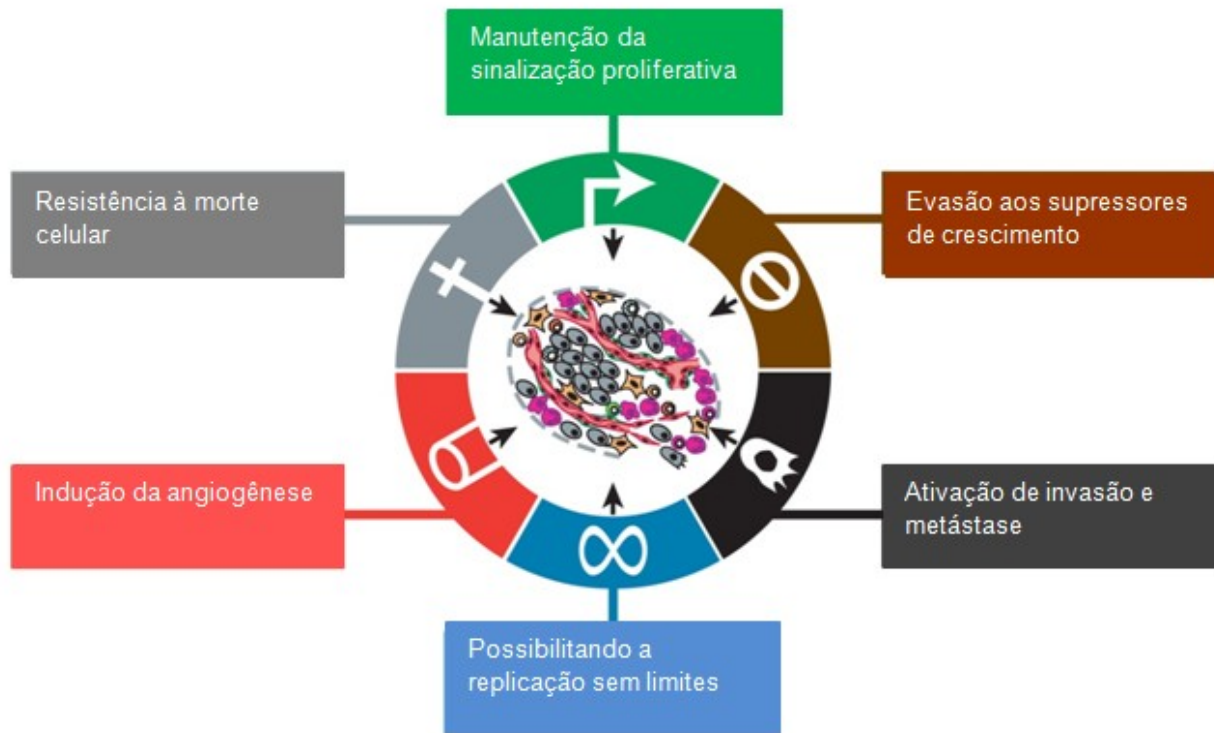 Manutenção da
sinalização proliferativa
Resistência à morte
celular
Evasão aos supressores
de crescimento
Indução da angiogênese
Ativação de invasão e
metástase
Possibilitando a
replicação sem limites